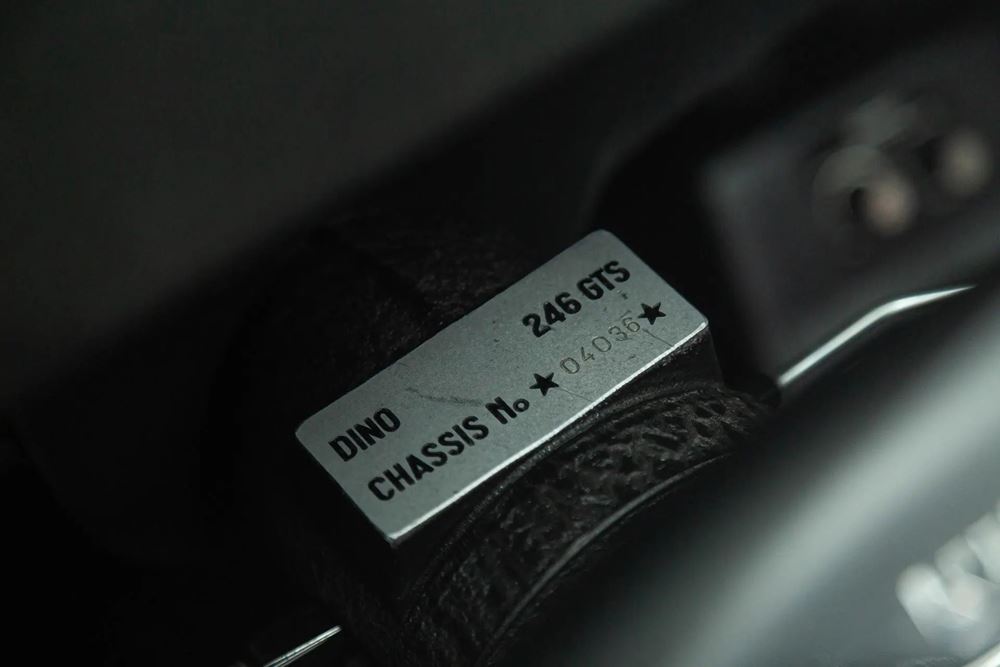 DINO 246 GTS
CHASSIS No ★ 04036 ★